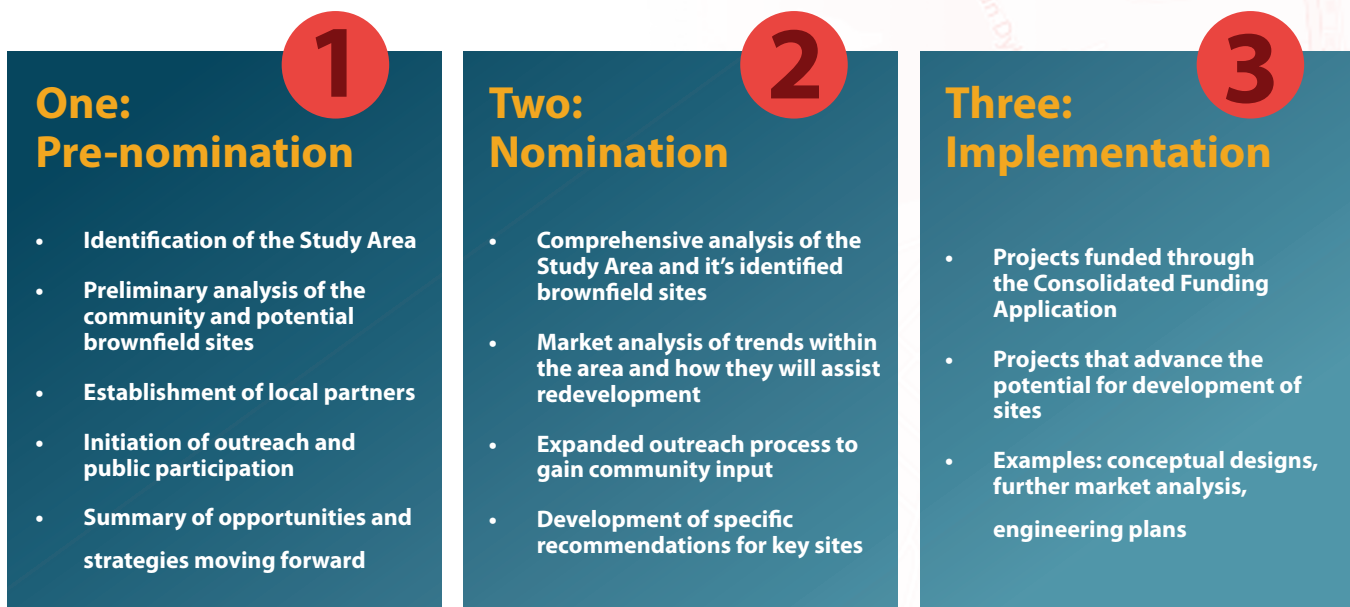 1
One:
Pre-nomination
• Identification of the Study Area
• Preliminary analysis of the
community and potential
brownfield sites
• Establishment of local partners
• Initiation of outreach and
public participation
• Summary of opportunities and
strategies moving forward
2
Two:
Nomination
• Comprehensive analysis of the
Study Area and it's identified
brownfield sites
• Market analysis of trends within
the area and how they will assist
redevelopment
• Expanded outreach process to
gain community input
• Development of specific
recommendations for key sites
3
Three:
Implementation
• Projects funded through
the Consolidated Funding
Application
• Projects that advance the
potential for development of
sites
• Examples: conceptual designs,
further market analysis,
engineering plans